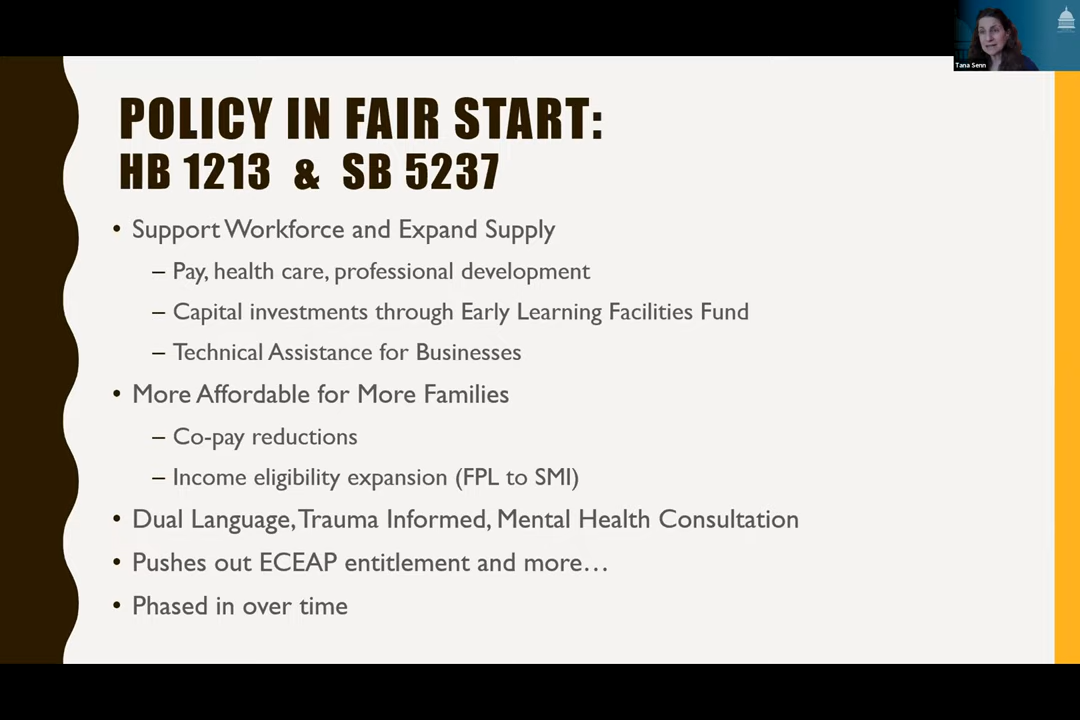 Tana Senn
POLICY IN FAIR START:
HB 1213 & SB 5237
• Support Workforce and Expand Supply
– Pay, health care, professional development
– Capital investments through Early Learning Facilities Fund
– Technical Assistance for Businesses
• More Affordable for More Families
– Co-pay reductions
– Income eligibility expansion (FPL to SMI)
• Dual Language, Trauma Informed, Mental Health Consultation
• Pushes out ECEAP entitlement and more…
• Phased in over time